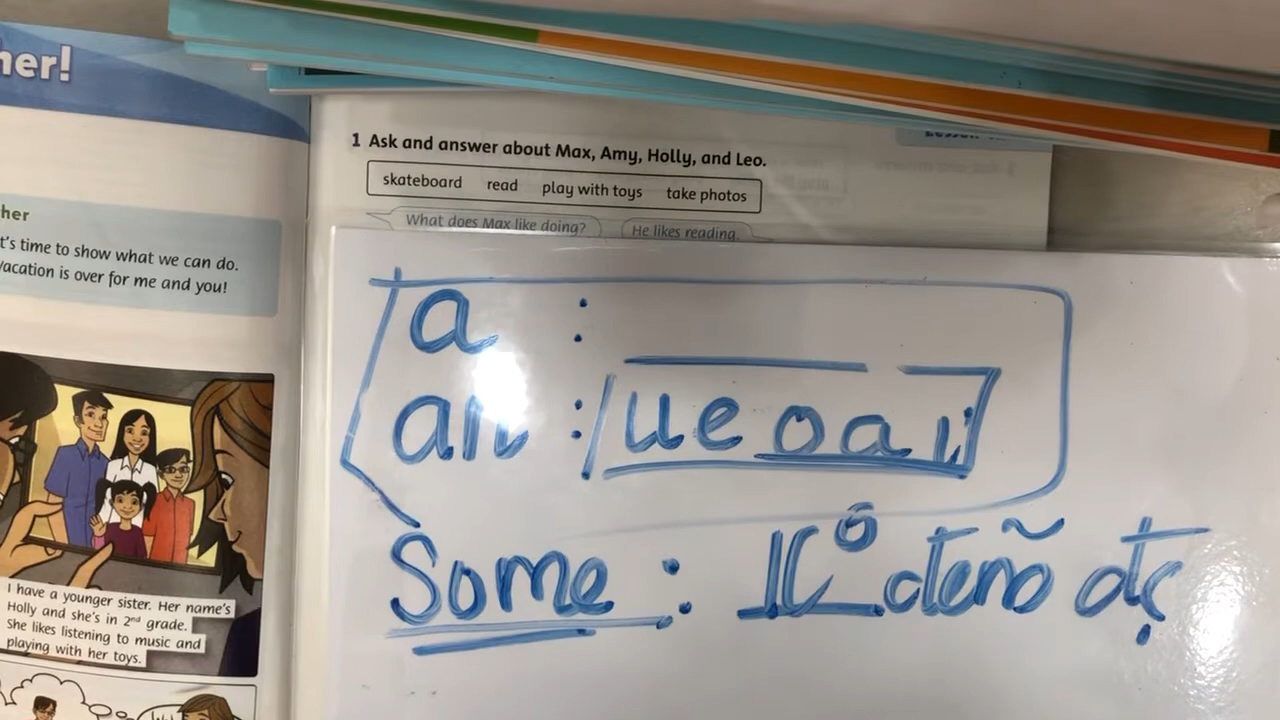 her!
her
t's time to show what we can do.
Vacation is over for me and you!
I have a younger sister. Her name's
Holly and she's in 2nd grade.
She likes listening to music and
playing with her toys.
1 Ask and answer about Max, Amy, Holly, and Leo.
skateboard read play with toys take photos
What does Max like doing?
He likes reading.
a :
an : u e o a i
Some :